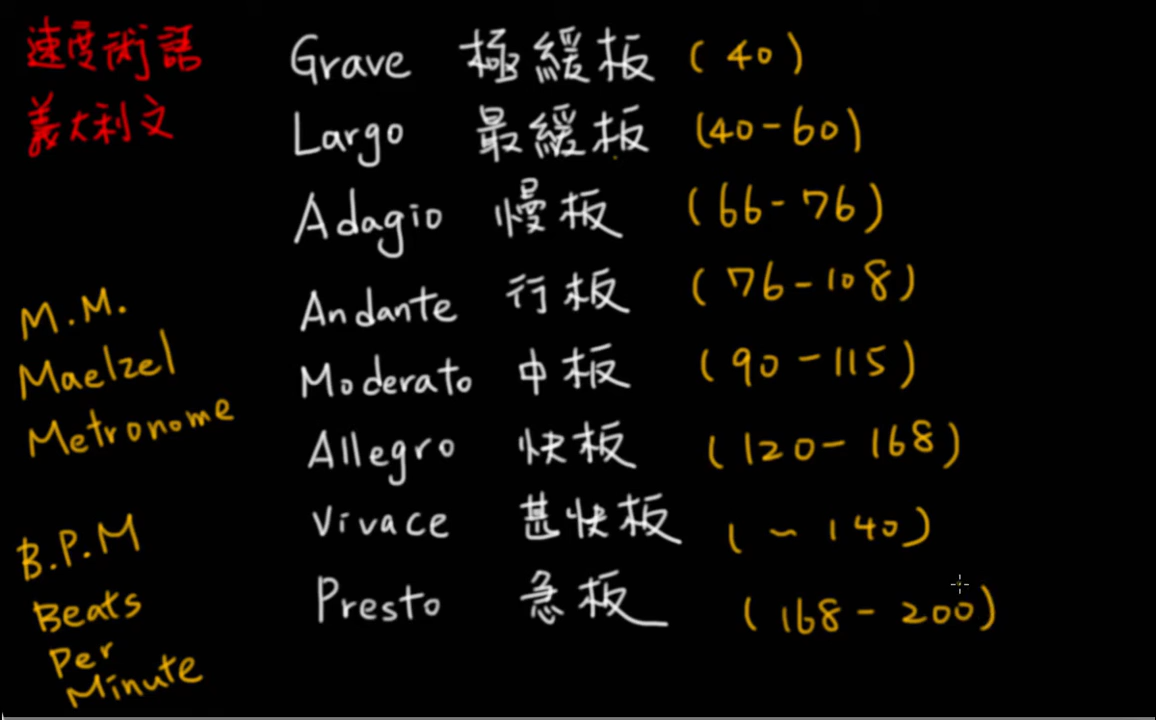 速度術語
義大利文
Grave 極緩板 (40)
Largo 最緩板 (40-60)
Adagio 慢板 (66-76)
Andante 行板 (76-108)
Moderato 中板 (90-115)
Allegro 快板 (120-168)
Vivace 甚快板 (~140)
Presto 急板 (168-200)
M.M.
Maelzel
Metronome
B.P.M
Beats
Per
Minute